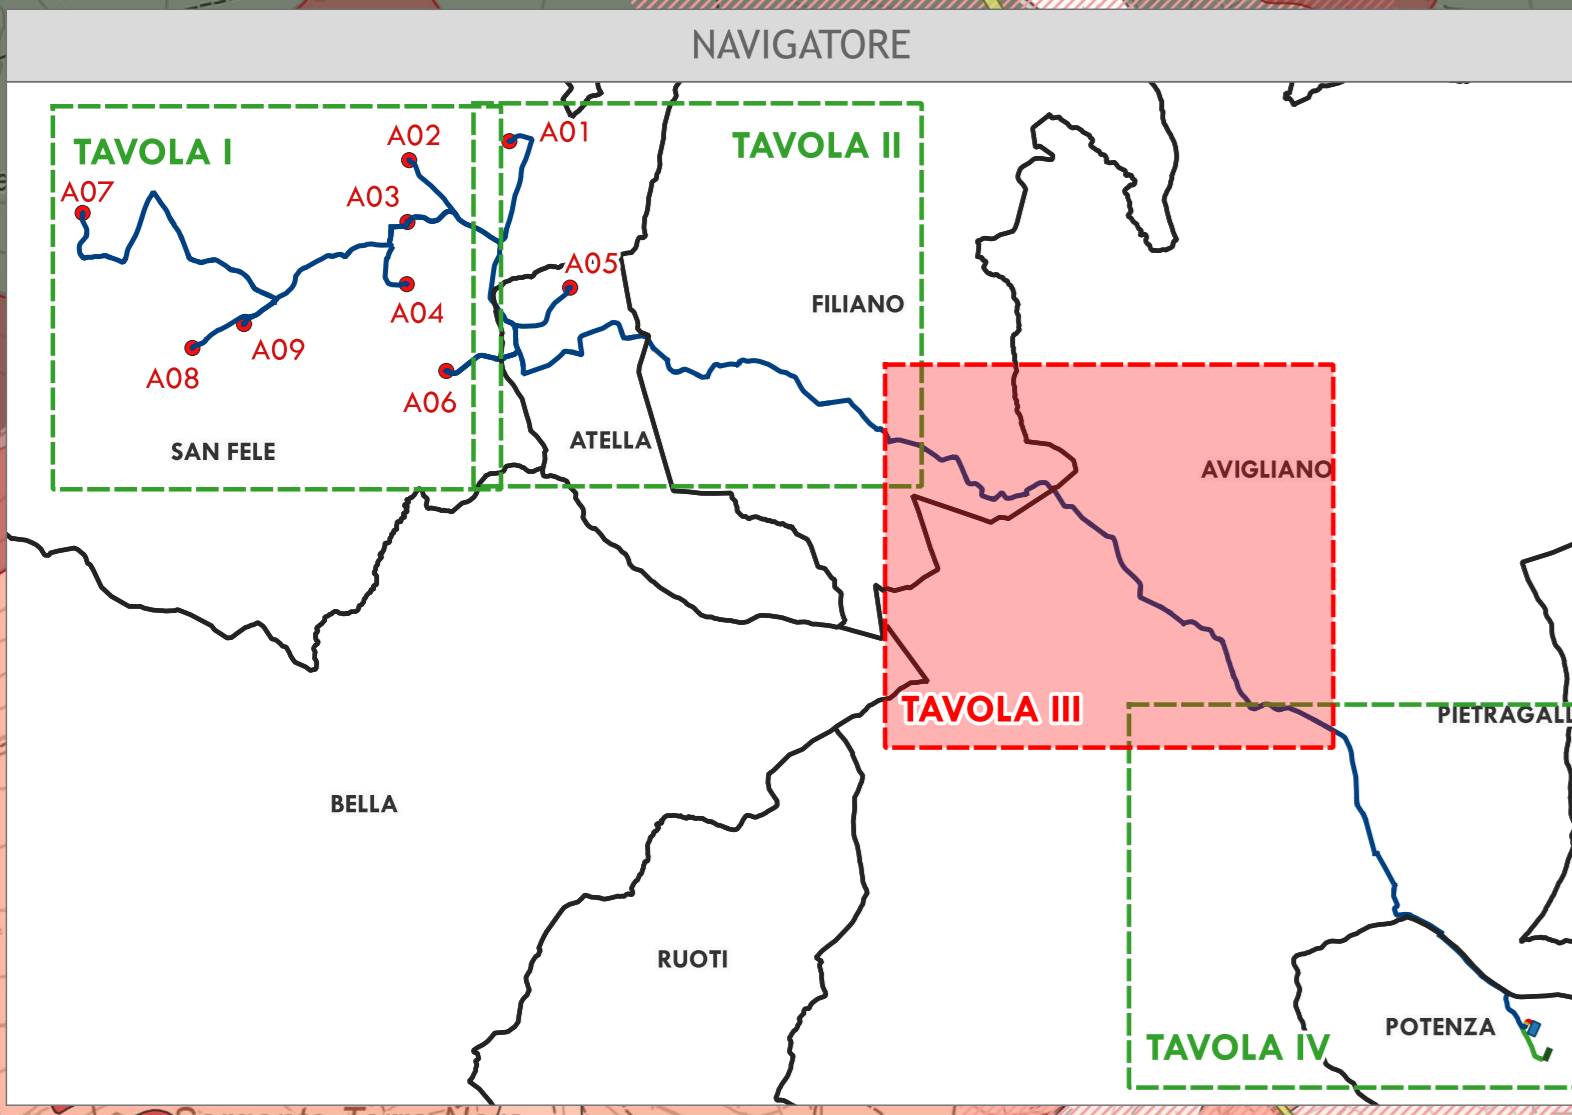 NAVIGATORE
TAVOLA I
A02
A01
TAVOLA II
A07
A03
A05
A04
FILIANO
A09
A08
A06
SAN FELE
ATELLA
AVIGLIANO
TAVOLA III
PIETRAGALL
BELLA
RUOTI
POTENZA
TAVOLA IV